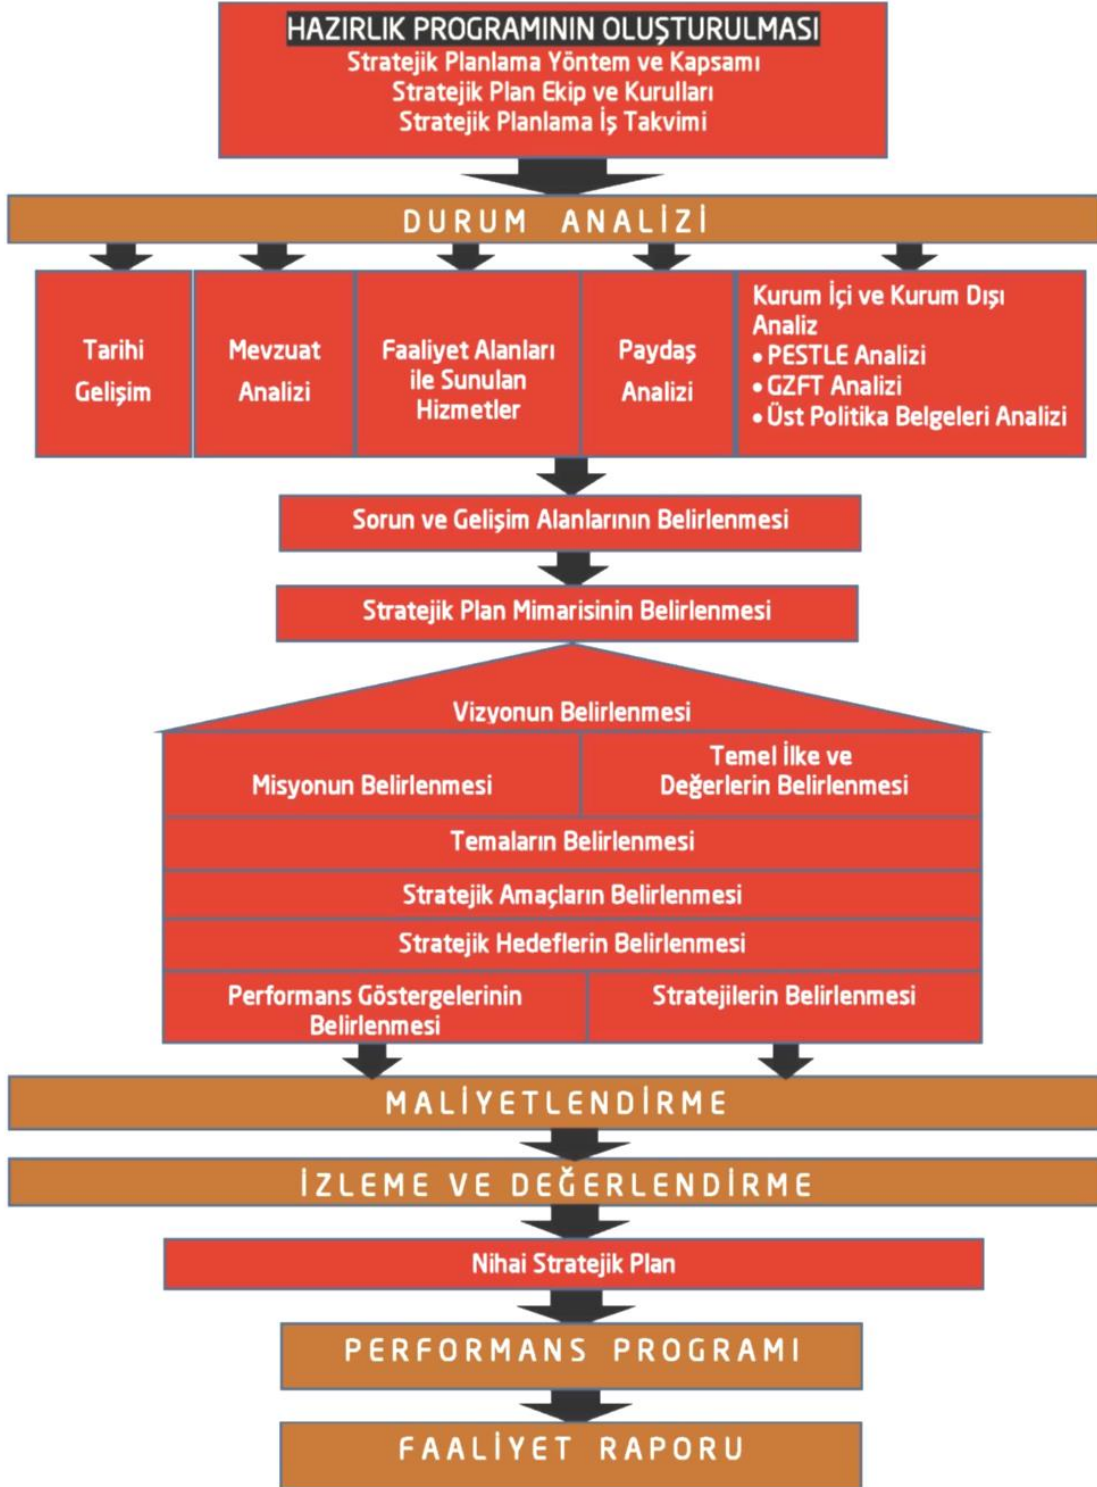 HAZIRLIK PROGRAMININ OLUŞTURULMASI
Stratejik Planlama Yöntem ve Kapsamı
Stratejik Plan Ekip ve Kurulları
Stratejik Planlama İş Takvimi
DURUM ANALİZİ
Tarihi
Gelişim
Mevzuat
Analizi
Faaliyet Alanları
ile Sunulan
Hizmetler
Paydaş
Analizi
Kurum İçi ve Kurum Dışı
Analiz
• PESTLE Analizi
• GZFT Analizi
• Üst Politika Belgeleri Analizi
Sorun ve Gelişim Alanlarının Belirlenmesi
Stratejik Plan Mimarisinin Belirlenmesi
Vizyonun Belirlenmesi
Misyonun Belirlenmesi
Temel İlke ve
Değerlerin Belirlenmesi
Temaların Belirlenmesi
Stratejik Amaçların Belirlenmesi
Stratejik Hedeflerin Belirlenmesi
Performans Göstergelerinin
Belirlenmesi
Stratejilerin Belirlenmesi
MALİYETLENDİRME
İZLEME VE DEĞERLENDİRME
Nihai Stratejik Plan
PERFORMANS PROGRAMI
FAALİYET RAPORU